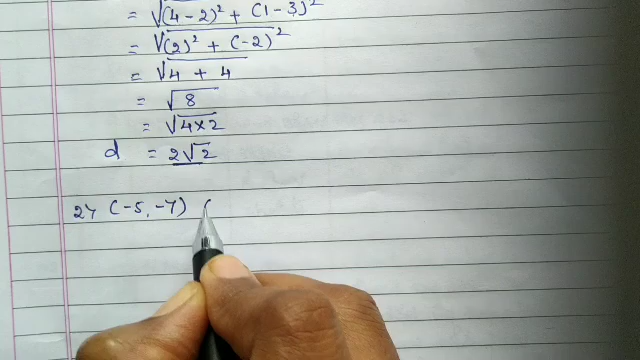 = √(4-2)² + (1-3)²
= √(2)² + (-2)²
= √4 + 4
= √8
= √4×2
d = 2√2
2> (-5, -7) (